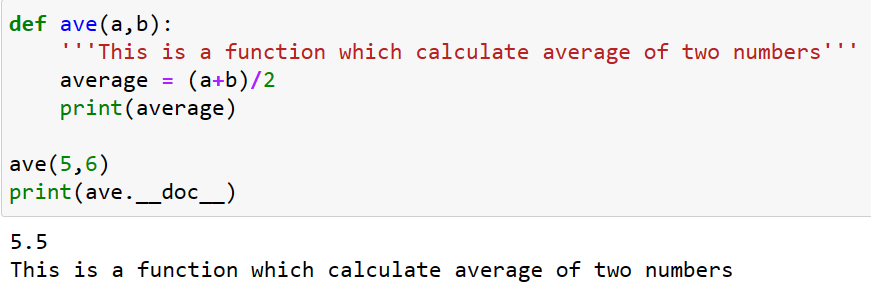 def ave(a,b):
    '''This is a function which calculate average of two numbers'''
    average = (a+b)/2
    print(average)

ave(5,6)
print(ave.__doc__)
5.5
This is a function which calculate average of two numbers